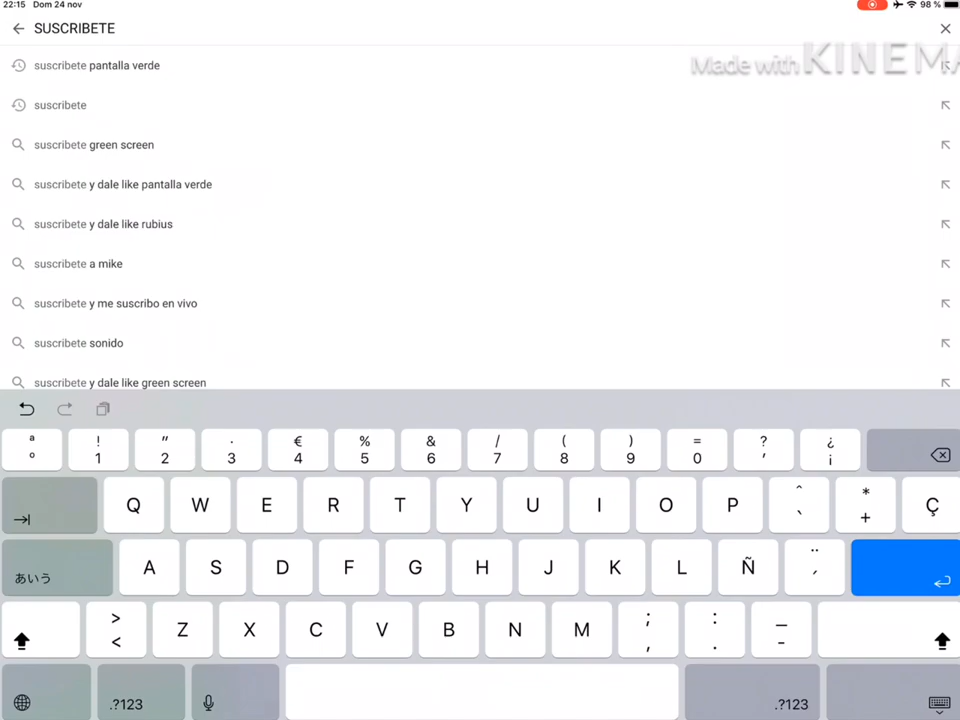 22:15 Dom 24 nov 98 %
SUSCRIBETE
Made with KINEMA
suscribete pantalla verde
suscribete
suscribete green screen
suscribete y dale like pantalla verde
suscribete y dale like rubius
suscribete a mike
suscribete y me suscribo en vivo
suscribete sonido
suscribete y dale like green screen
ª ! " · € % & / ( ) = ? ¿
º 1 2 3 4 5 6 7 8 9 0 ' ¡
Q W E R T Y U I O P ^ ` * + Ç
あいう A S D F G H J K L Ñ ¨ ´
> < Z X C V B N M ; , : . _ -
.?123 .?123